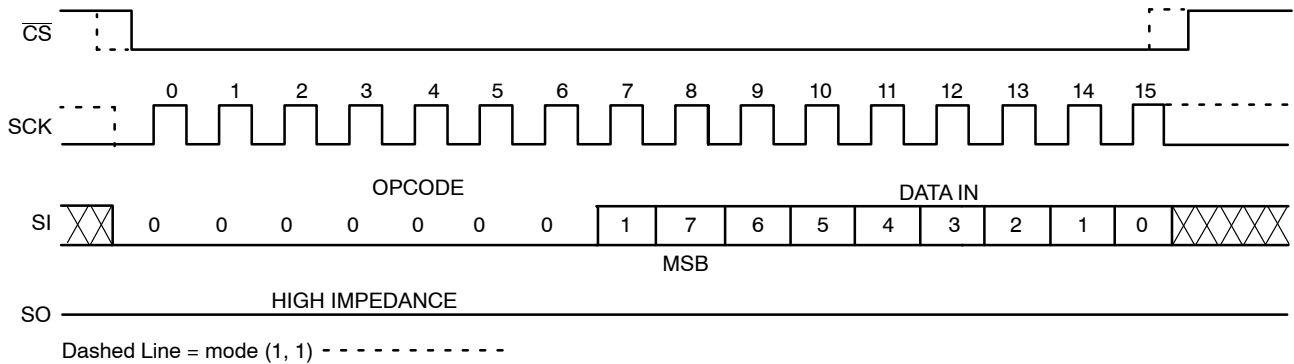 CS
0 1 2 3 4 5 6 7 8 9 10 11 12 13 14 15
SCK
OPCODE DATA IN
SI 0 0 0 0 0 0 0 1 7 6 5 4 3 2 1 0
MSB
HIGH IMPEDANCE
SO
Dashed Line = mode (1, 1)